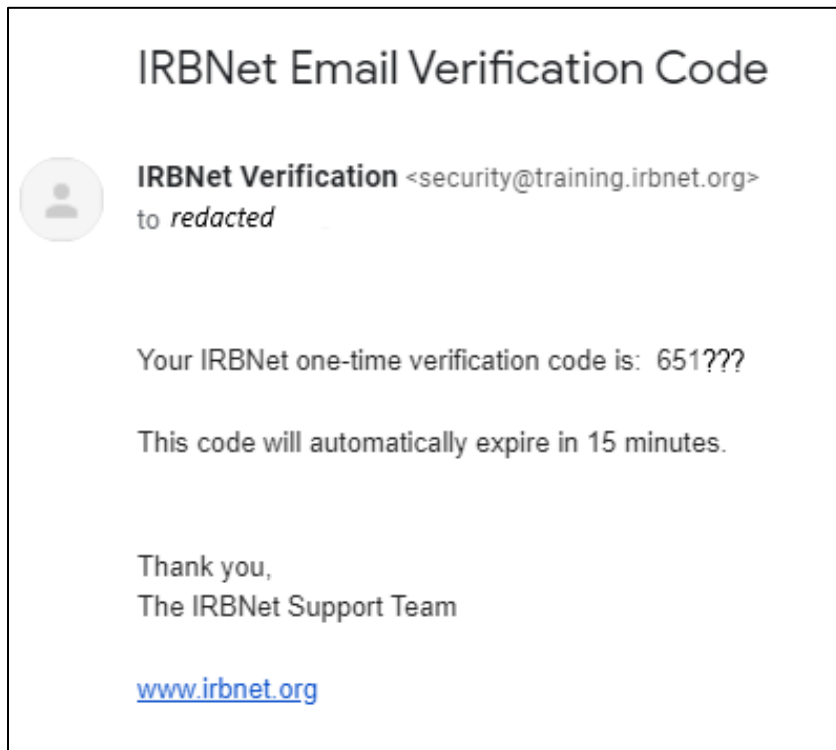 IRBNet Email Verification Code
IRBNet Verification <security@training.irbnet.org>
to redacted
Your IRBNet one-time verification code is: 651???
This code will automatically expire in 15 minutes.
Thank you,
The IRBNet Support Team
www.irbnet.org